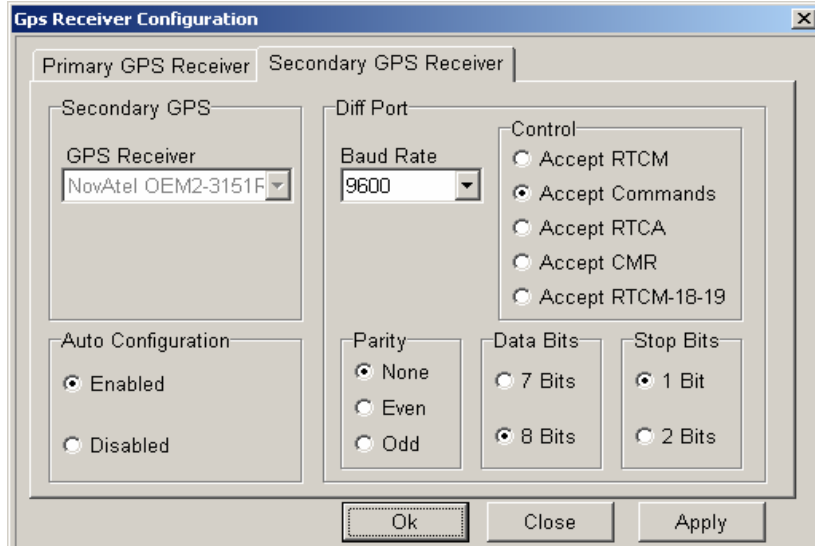 Gps Receiver Configuration
Primary GPS Receiver
Secondary GPS Receiver
Secondary GPS
GPS Receiver
NovAtel OEM2-3151R
Auto Configuration
Enabled
Disabled
Diff Port
Baud Rate
9600
Control
Accept RTCM
Accept Commands
Accept RTCA
Accept CMR
Accept RTCM-18-19
Parity
None
Even
Odd
Data Bits
7 Bits
8 Bits
Stop Bits
1 Bit
2 Bits
Ok
Close
Apply